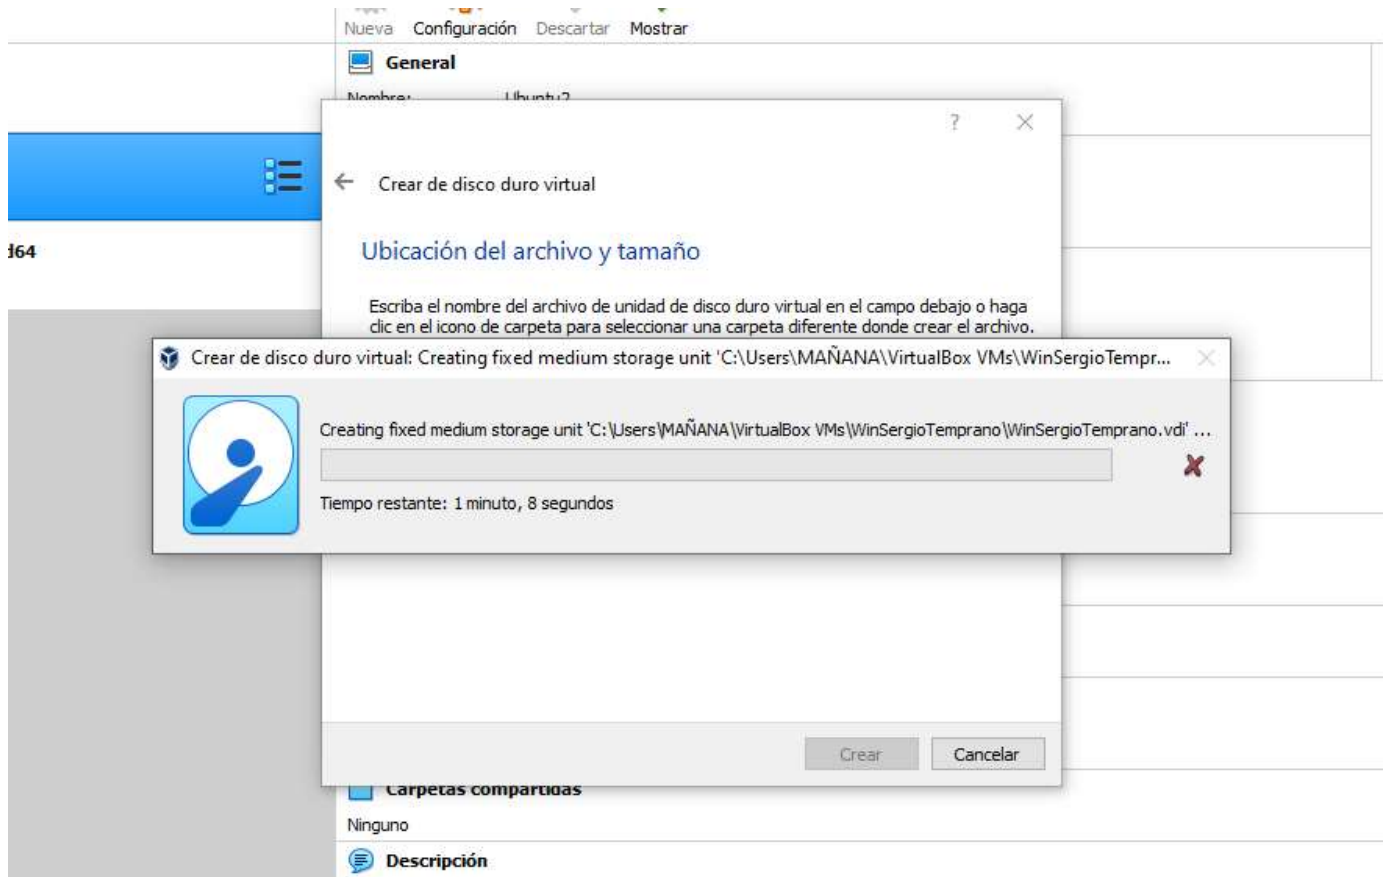 Nueva Configuración Descartar Mostrar
General
Nombre: Ubuntu2
? ×
← Crear de disco duro virtual
l64
Ubicación del archivo y tamaño
Escriba el nombre del archivo de unidad de disco duro virtual en el campo debajo o haga
clic en el icono de carpeta para seleccionar una carpeta diferente donde crear el archivo.
Crear de disco duro virtual: Creating fixed medium storage unit 'C:\Users\MAÑANA\VirtualBox VMs\WinSergioTempr...
Creating fixed medium storage unit 'C:\Users\MAÑANA\VirtualBox VMs\WinSergioTemprano\WinSergioTemprano.vdi' ...
Tiempo restante: 1 minuto, 8 segundos
Crear Cancelar
Carpetas compartidas
Ninguno
Descripción